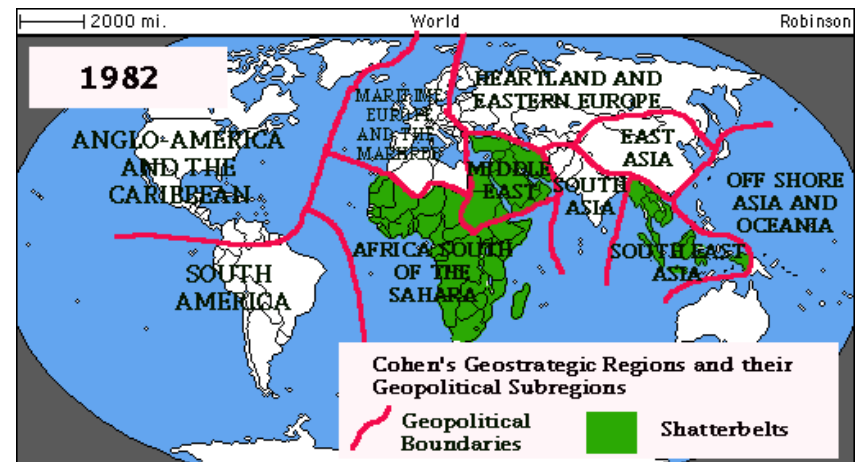 2000 mi.
World
Robinson
1982
HEARTLAND AND
EASTERN EUROPE
MARITIME
EUROPE
AND THE
MAGHREB
ANGLO-AMERICA
AND THE
CARIBBEAN
EAST
ASIA
MIDDLE
EAST
SOUTH
ASIA
OFF SHORE
ASIA AND
OCEANIA
AFRICA SOUTH
OF THE
SAHARA
SOUTH EAST
ASIA
SOUTH
AMERICA
Cohen's Geostrategic Regions and their
Geopolitical Subregions
Geopolitical
Boundaries
Shatterbelts